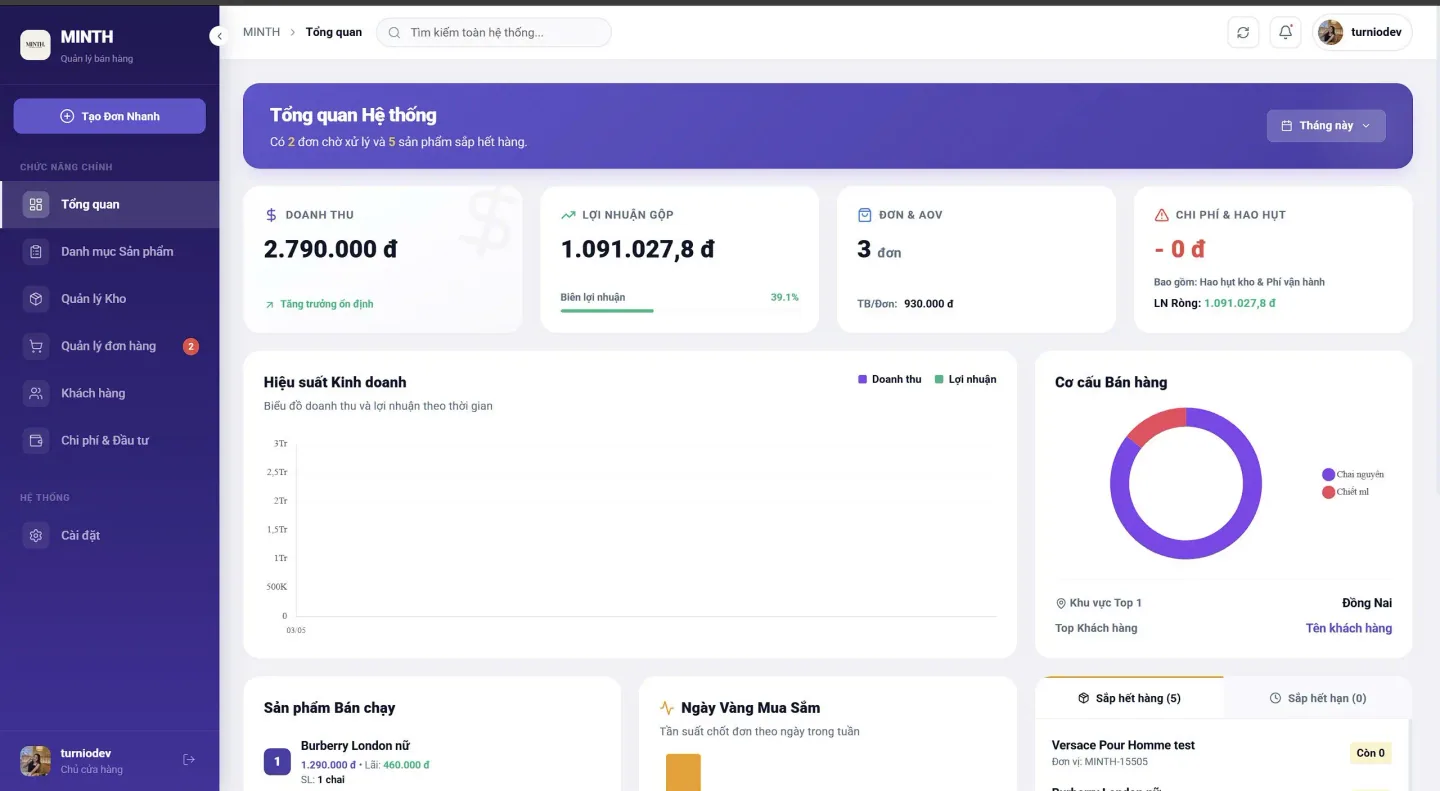 MINTH
MINTH
Quản lý bán hàng
Tạo Đơn Nhanh
CHỨC NĂNG CHÍNH
Tổng quan
Danh mục Sản phẩm
Quản lý Kho
Quản lý đơn hàng
2
Khách hàng
Chi phí & Đầu tư
HỆ THỐNG
Cài đặt
turniodev
Chủ cửa hàng
MINTH
Tổng quan
Tìm kiếm toàn hệ thống...
turniodev
Tổng quan Hệ thống
Có 2 đơn chờ xử lý và 5 sản phẩm sắp hết hàng.
Tháng này
DOANH THU
2.790.000 đ
Tăng trưởng ổn định
LỢI NHUẬN GỘP
1.091.027,8 đ
Biên lợi nhuận 39.1%
ĐƠN & AOV
3 đơn
TB/Đơn: 930.000 đ
CHI PHÍ & HAO HỤT
- 0 đ
Bao gồm: Hao hụt kho & Phí vận hành
LN Ròng: 1.091.027,8 đ
Hiệu suất Kinh doanh
Biểu đồ doanh thu và lợi nhuận theo thời gian
Doanh thu
Lợi nhuận
3Tr
2,5Tr
2Tr
1,5Tr
1Tr
500K
0
03/05
Cơ cấu Bán hàng
Chai nguyên
Chiết ml
Khu vực Top 1 Đồng Nai
Top Khách hàng Tên khách hàng
Sản phẩm Bán chạy
1
Burberry London nữ
1.290.000 đ • Lãi: 460.000 đ
SL: 1 chai
Ngày Vàng Mua Sắm
Tần suất chốt đơn theo ngày trong tuần
Sắp hết hàng (5)
Sắp hết hạn (0)
Versace Pour Homme test
Đơn vị: MINTH-15505
Còn 0